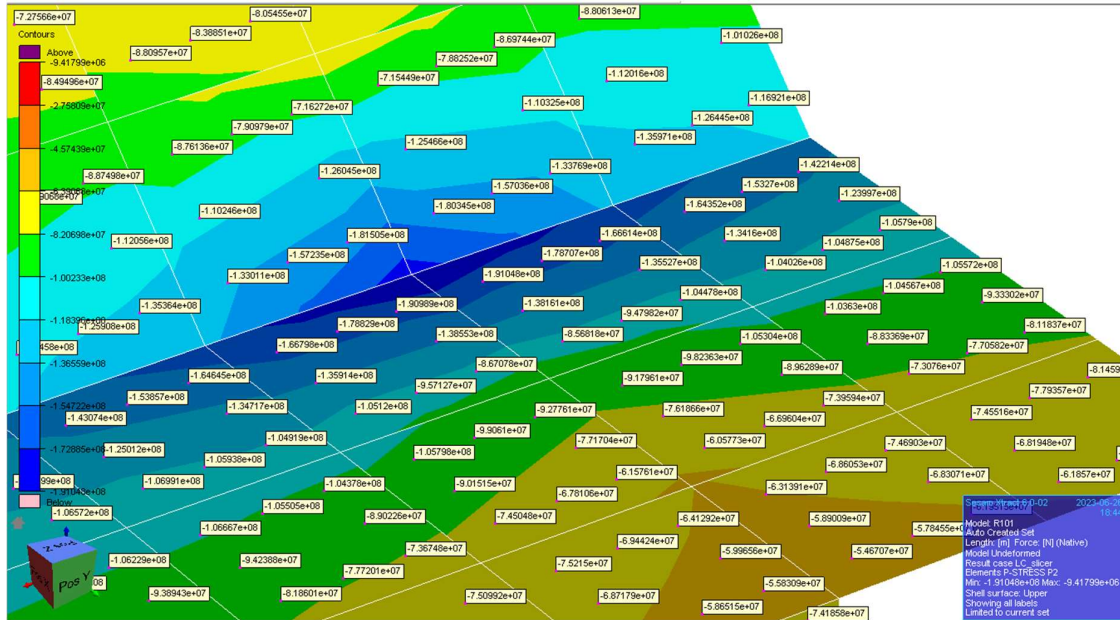 -7.27566e+07
-8.05455e+07
-8.80613e+07
Contours
-8.38851e+07
-8.69744e+07
-1.01026e+08
Above
-8.80957e+07
-7.88252e+07
-9.41799e+06
-7.15449e+07
-1.12016e+08
-8.49496e+07
-1.16921e+08
-2.75809e+07
-7.16272e+07
-1.10325e+08
-7.90979e+07
-1.26445e+08
-4.57439e+07
-8.76136e+07
-1.25466e+08
-1.35971e+08
-1.42214e+08
-8.87498e+07
-1.26045e+08
-1.33769e+08
-1.57036e+08
-1.5327e+08
-1.23997e+08
-8.20698e+07
-1.10246e+08
-1.80345e+08
-1.64352e+08
-1.0579e+08
-1.12056e+08
-1.81505e+08
-1.66614e+08
-1.3416e+08
-1.04875e+08
-1.57235e+08
-1.78707e+08
-1.35527e+08
-1.04026e+08
-1.05572e+08
-1.00233e+08
-1.33011e+08
-1.91048e+08
-1.04567e+08
-1.04478e+08
-9.33302e+07
-1.35364e+08
-1.90989e+08
-1.38161e+08
-9.47982e+07
-1.0363e+08
-1.18396e+08
-1.25908e+08
-1.78829e+08
-1.38553e+08
-8.56818e+07
-1.05304e+08
-8.83369e+07
-8.11837e+07
-1.66798e+08
-7.70582e+07
-1.36559e+08
-9.82363e+07
-8.96289e+07
-7.3076e+07
-1.64645e+08
-1.35914e+08
-8.67078e+07
-9.57127e+07
-9.17961e+07
-8.1459
-1.53857e+08
-7.39594e+07
-7.79357e+07
-1.54722e+08
-1.43074e+08
-1.34717e+08
-1.0512e+08
-9.27761e+07
-7.61866e+07
-6.69604e+07
-7.45516e+07
-1.04919e+08
-9.9061e+07
-7.71704e+07
-6.05773e+07
-7.46903e+07
-6.81948e+07
-1.72885e+08
-1.25012e+08
-1.05938e+08
-1.05798e+08
-6.86053e+07
-6.15761e+07
-6.83071e+07
-6.1857e+07
-1.06991e+08
-1.04378e+08
-9.01515e+07
-6.78106e+07
-6.31391e+07
-1.91048e+08
Below
-1.06572e+08
-1.05505e+08
-8.90226e+07
-7.45048e+07
-6.41292e+07
-5.89009e+07
-6.19515e+07
-1.06667e+08
-5.78455e+07
-7.36748e+07
-6.94424e+07
-5.99656e+07
-5.46707e+07
-1.06229e+08
-9.42388e+07
-7.77201e+07
-7.5215e+07
-5.58309e+07
-9.38943e+07
-8.18601e+07
-7.50992e+07
-6.87179e+07
-5.86515e+07
-7.41858e+07
Pos Y
Model: R101
Auto Created Set
Length: [m] Force: [N] (Native)
Model Undeformed
Result case LC_slicer
Elements P-STRESS P2
Min: -1.91048e+08 Max: -9.41799e+06
Shell surface: Upper
Showing all labels
Limited to current set